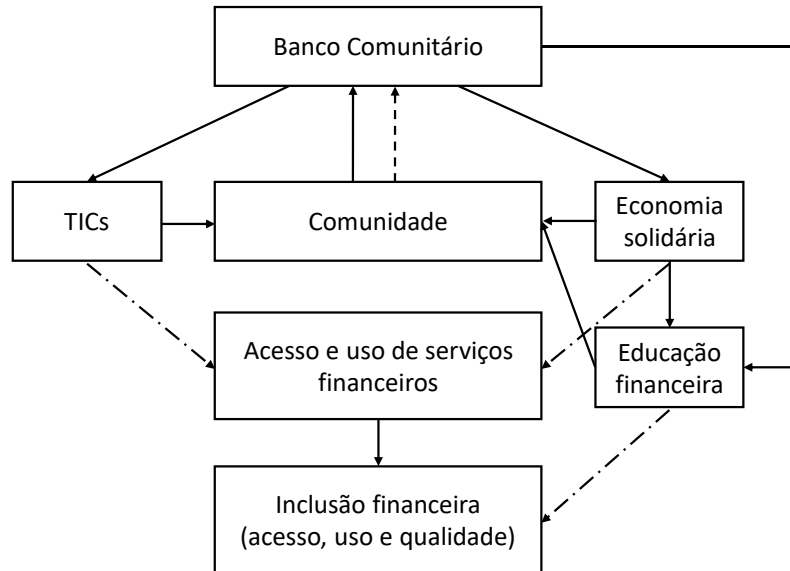 Banco Comunitário
TICs
Comunidade
Economia
solidária
Acesso e uso de serviços
financeiros
Educação
financeira
Inclusão financeira
(acesso, uso e qualidade)